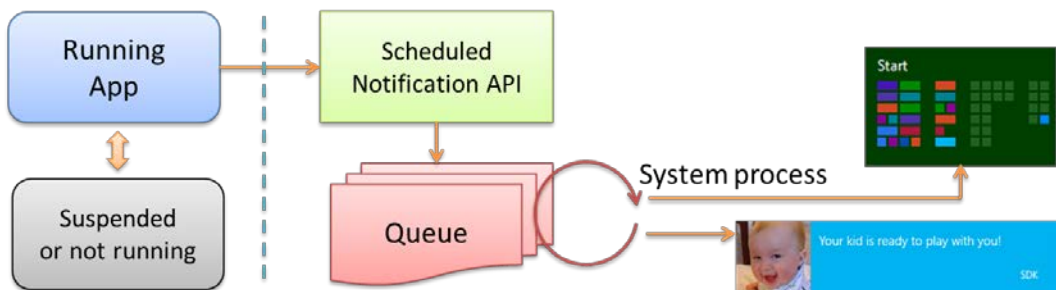 Running
App
Scheduled
Notification API
Start
System process
Suspended
or not running
Queue
Your kid is ready to play with you!
SDK